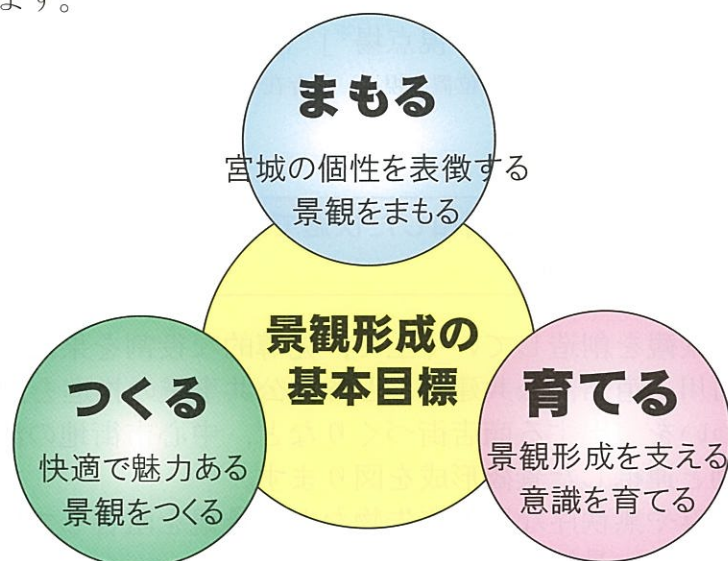 ます。
まもる
宮城の個性を表徴する
景観をまもる
景観形成の
基本目標
つくる
快適で魅力ある
景観をつくる
育てる
景観形成を支える
意識を育てる